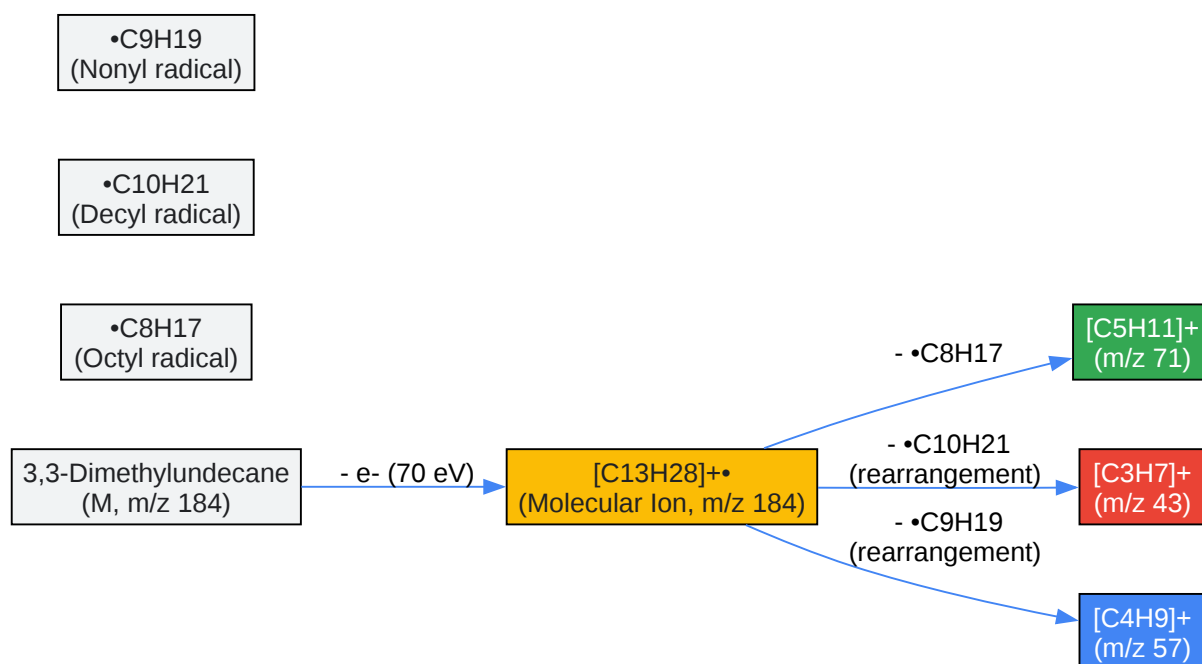 •C9H19
(Nonyl radical)
•C10H21
(Decyl radical)
•C8H17
(Octyl radical)
3,3-Dimethylundecane
(M, m/z 184)
- e- (70 eV)
[C13H28]+•
(Molecular Ion, m/z 184)
- •C8H17
- •C10H21
(rearrangement)
- •C9H19
(rearrangement)
[C5H11]+
(m/z 71)
[C3H7]+
(m/z 43)
[C4H9]+
(m/z 57)